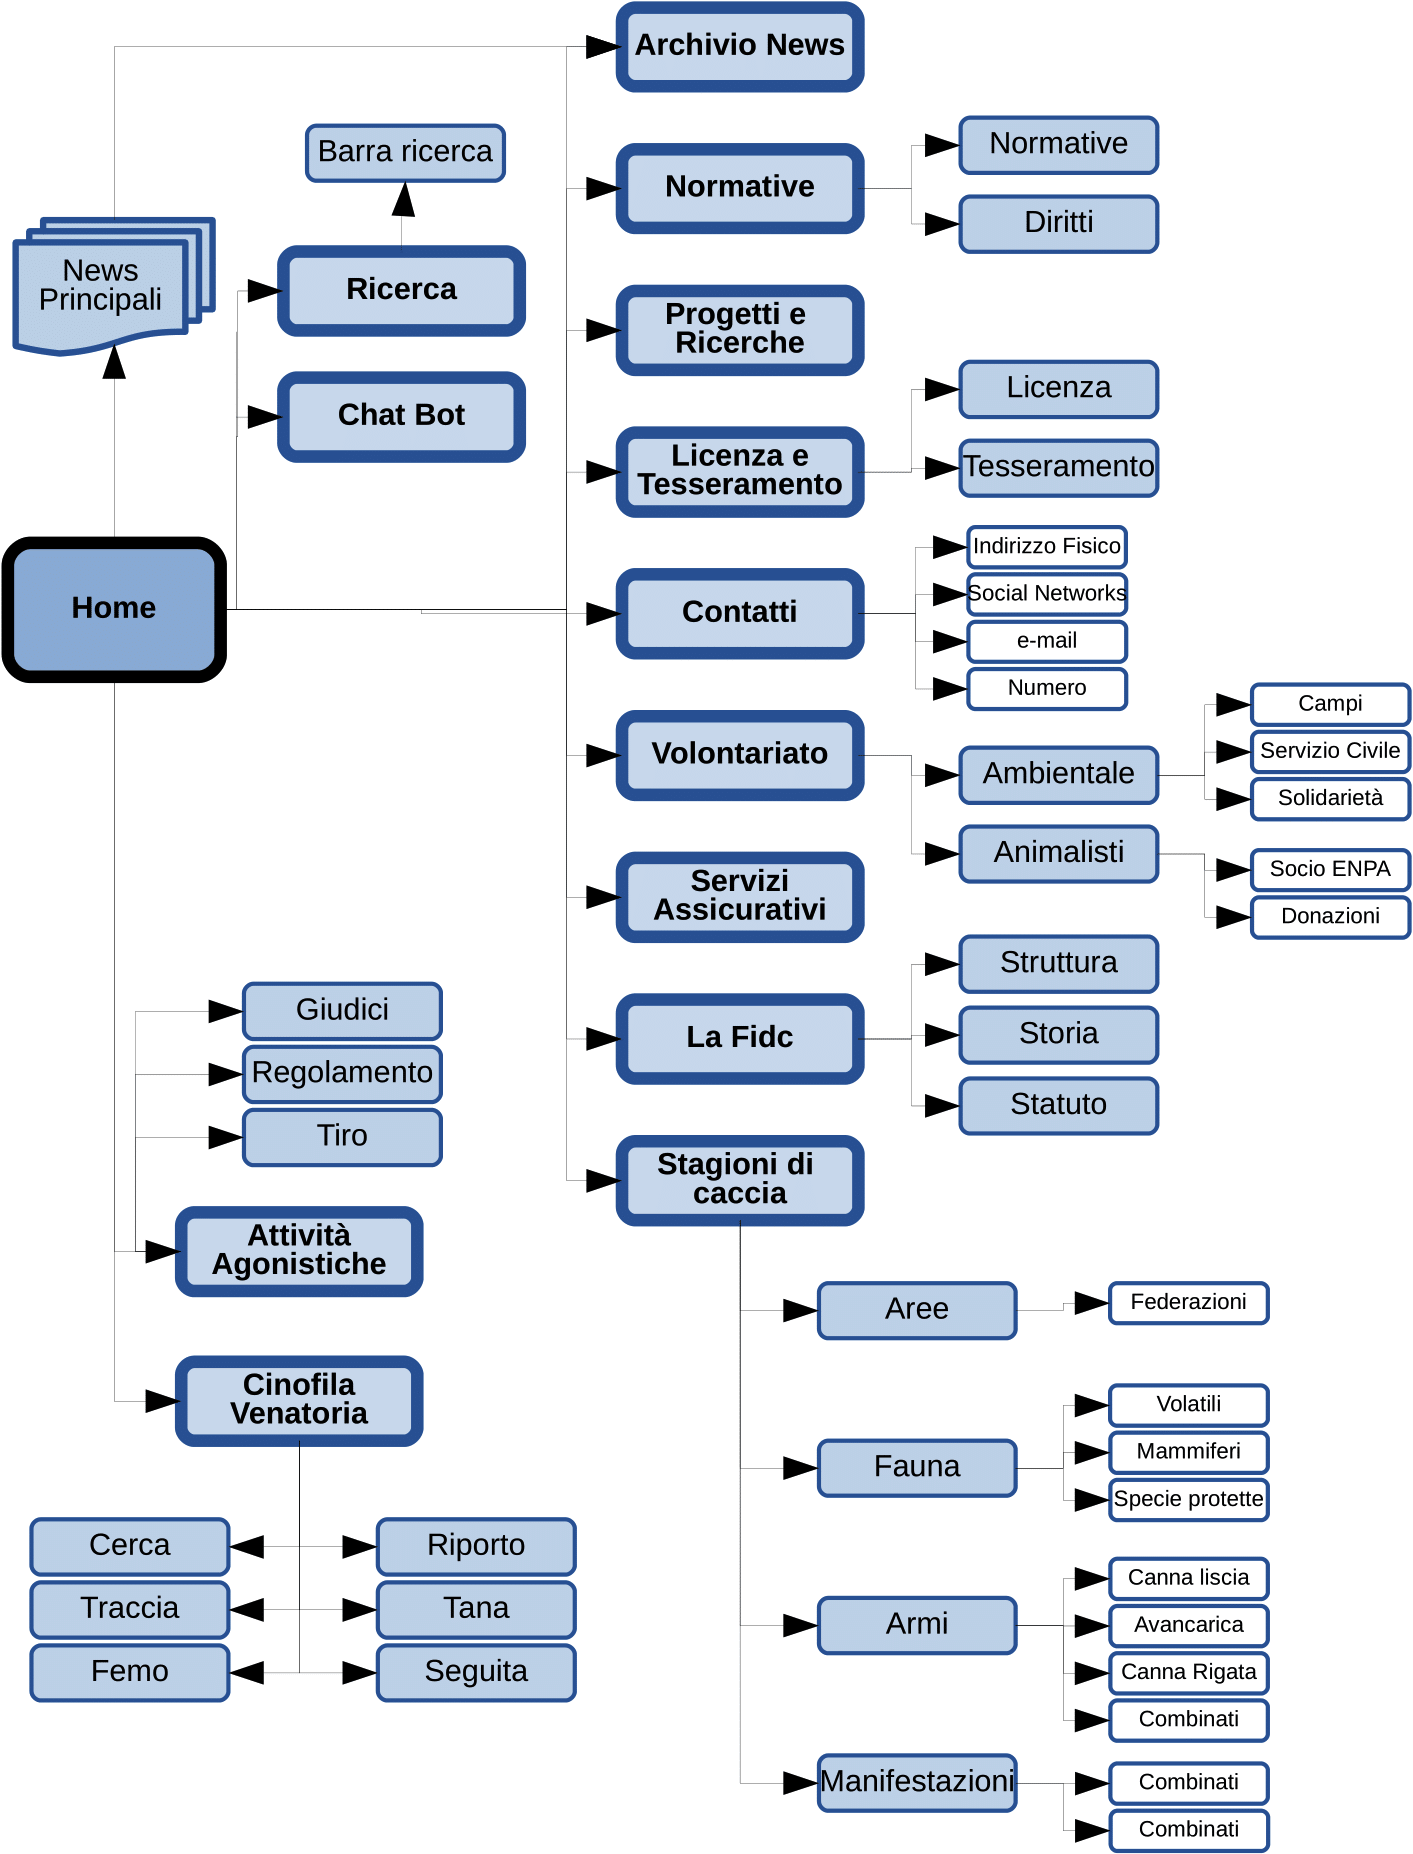 Archivio News
Barra ricerca
Normative
Normative
Diritti
News
Principali
Ricerca
Progetti e
Ricerche
Chat Bot
Licenza e
Tesseramento
Licenza
Tesseramento
Home
Contatti
Indirizzo Fisico
Social Networks
e-mail
Numero
Volontariato
Ambientale
Campi
Servizio Civile
Solidarietà
Animalisti
Socio ENPA
Donazioni
Servizi
Assicurativi
La Fidc
Struttura
Storia
Statuto
Giudici
Regolamento
Tiro
Attività
Agonistiche
Stagioni di
caccia
Aree
Federazioni
Fauna
Volatili
Mammiferi
Specie protette
Armi
Canna liscia
Avancarica
Canna Rigata
Combinati
Manifestazioni
Combinati
Combinati
Cinofila
Venatoria
Cerca
Riporto
Traccia
Tana
Femo
Seguita